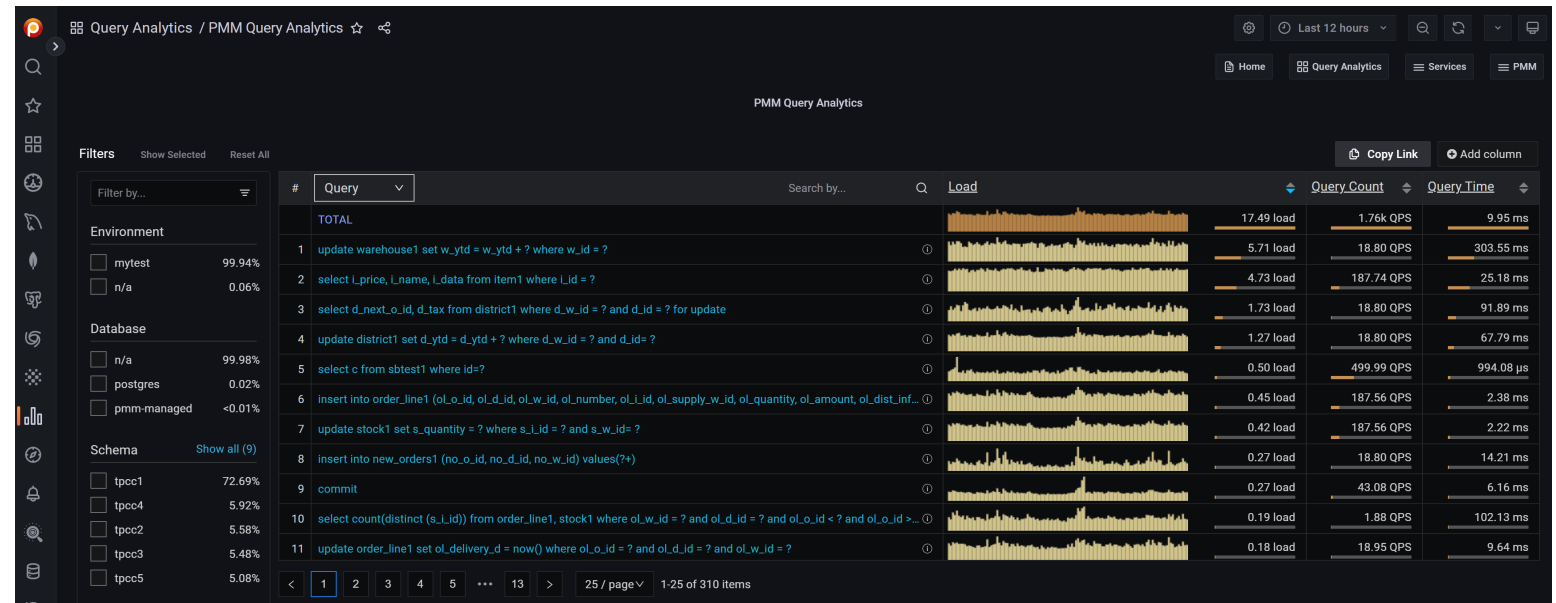 Query Analytics / PMM Query Analytics
Last 12 hours
Home Query Analytics Services PMM
PMM Query Analytics
Filters Show Selected Reset All
Copy Link Add column
Filter by...
# Query Search by... Load Query Count Query Time
TOTAL 17.49 load 1.76k QPS 9.95 ms
1 update warehouse1 set w_ytd = w_ytd + ? where w_id = ? 5.71 load 18.80 QPS 303.55 ms
2 select i_price, i_name, i_data from item1 where i_id = ? 4.73 load 187.74 QPS 25.18 ms
3 select d_next_o_id, d_tax from district1 where d_w_id = ? and d_id = ? for update 1.73 load 18.80 QPS 91.89 ms
4 update district1 set d_ytd = d_ytd + ? where d_w_id = ? and d_id= ? 1.27 load 18.80 QPS 67.79 ms
5 select c from sbtest1 where id=? 0.50 load 499.99 QPS 994.08 µs
6 insert into order_line1 (ol_o_id, ol_d_id, ol_w_id, ol_number, ol_i_id, ol_supply_w_id, ol_quantity, ol_amount, ol_dist_inf... 0.45 load 187.56 QPS 2.38 ms
7 update stock1 set s_quantity = ? where s_i_id = ? and s_w_id= ? 0.42 load 187.56 QPS 2.22 ms
8 insert into new_orders1 (no_o_id, no_d_id, no_w_id) values(?+) 0.27 load 18.80 QPS 14.21 ms
9 commit 0.27 load 43.08 QPS 6.16 ms
10 select count(distinct (s_i_id)) from order_line1, stock1 where ol_w_id = ? and ol_d_id = ? and ol_o_id < ? and ol_o_id >... 0.19 load 1.88 QPS 102.13 ms
11 update order_line1 set ol_delivery_d = now() where ol_o_id = ? and ol_d_id = ? and ol_w_id = ? 0.18 load 18.95 QPS 9.64 ms
Environment
mytest 99.94%
n/a 0.06%
Database
n/a 99.98%
postgres 0.02%
pmm-managed <0.01%
Schema Show all (9)
tpcc1 72.69%
tpcc4 5.92%
tpcc2 5.58%
tpcc3 5.48%
tpcc5 5.08%
< 1 2 3 4 5 ••• 13 > 25 / page 1-25 of 310 items